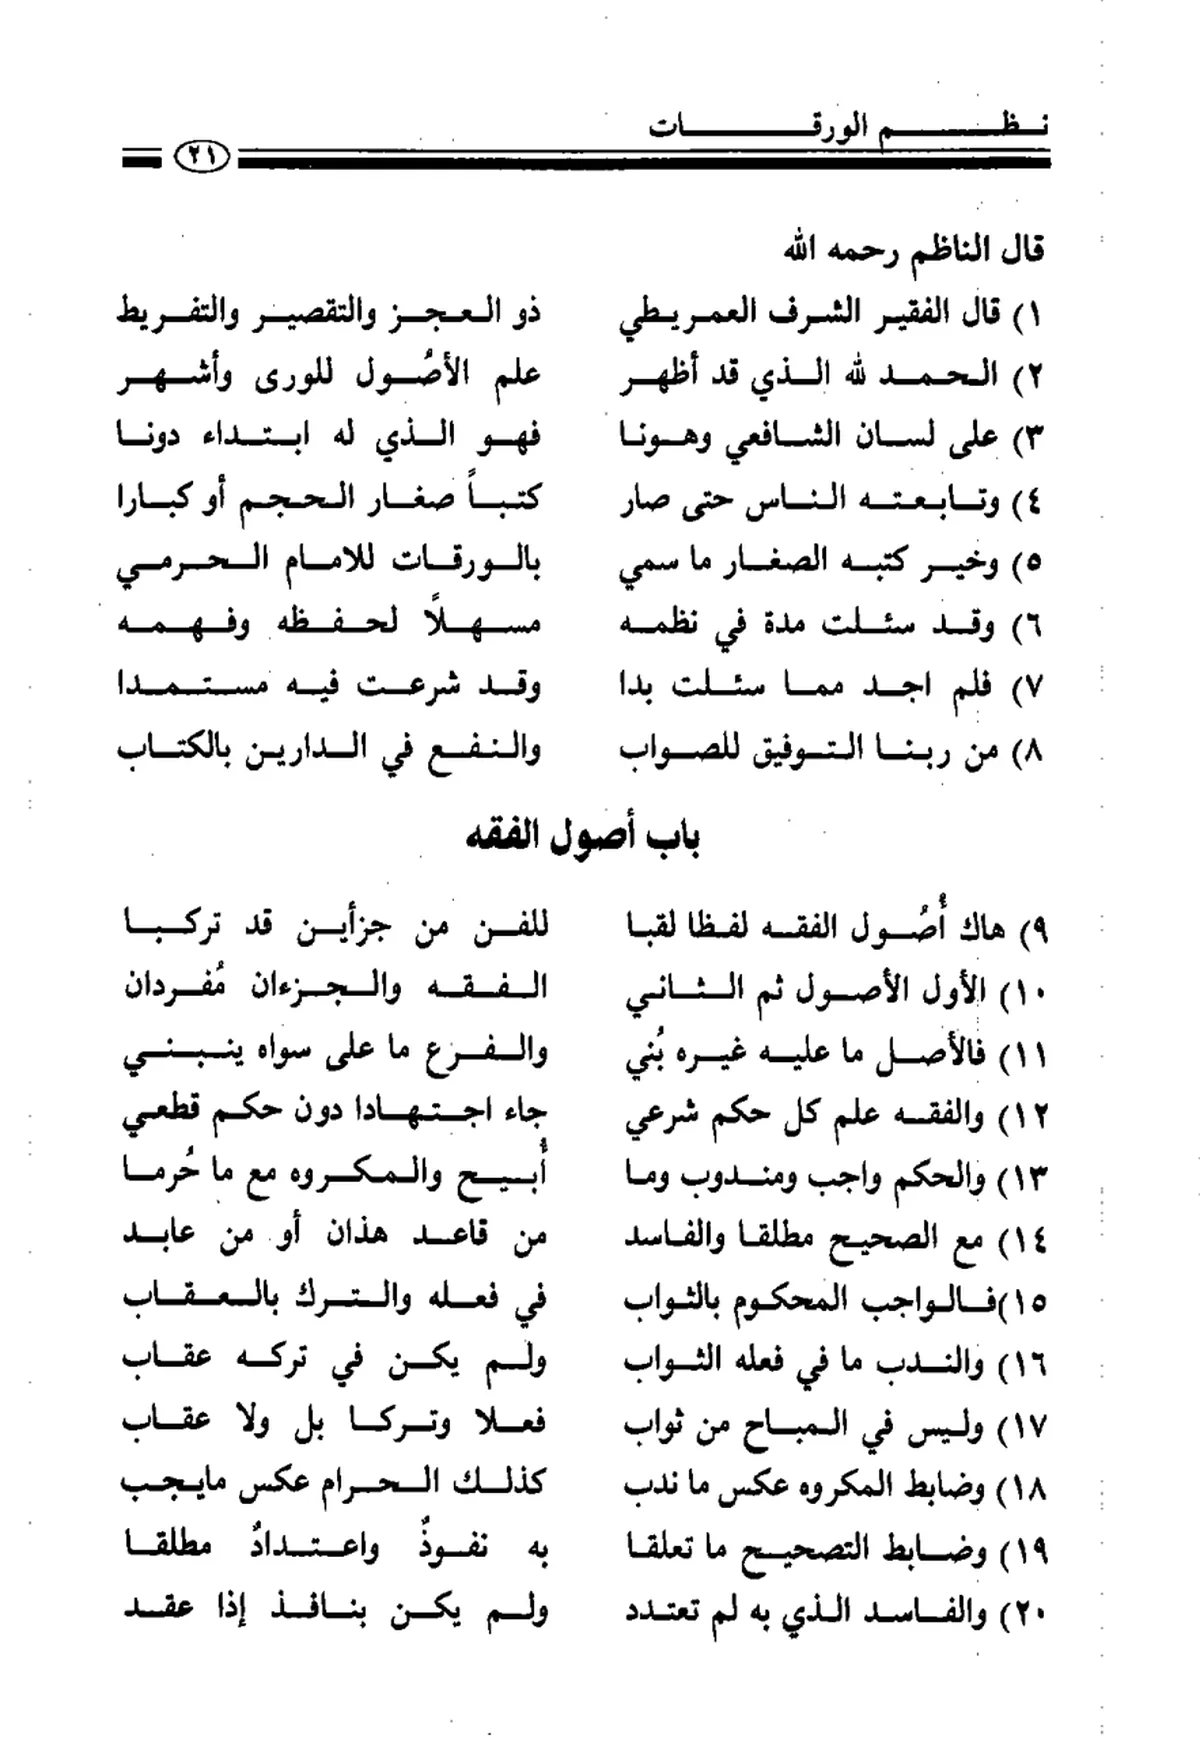 نظم الورقات
٢١
قال الناظم رحمه الله
١) قال الفقير الشرف العمريطي ذو العجز والتقصير والتفريط
٢) الحمد لله الذي قد أظهر علم الأُصول للورى وأشهر
٣) على لسان الشافعي وهونا فهو الذي له ابتداء دونا
٤) وتابعته الناس حتى صار كتباً صغار الحجم أو كبارا
٥) وخير كتبه الصغار ما سمي بالورقات للامام الحرمي
٦) وقد سئلت مدة في نظمه مسهلاً لحفظه وفهمه
٧) فلم اجد مما سئلت بدا وقد شرعت فيه مستمدا
٨) من ربنا التوفيق للصواب والنفع في الدارين بالكتاب
باب أصول الفقه
٩) هاك أُصُول الفقه لفظا لقبا للفن من جزأين قد تركبا
١٠) الأول الأصول ثم الثاني الفقه والجزءان مُفردان
١١) فالأصل ما عليه غيره بُني والفرع ما على سواه ينبني
١٢) والفقه علم كل حكم شرعي جاء اجتهادا دون حكم قطعي
١٣) والحكم واجب ومندوب وما أُبيح والمكروه مع ما حُرما
١٤) مع الصحيح مطلقا والفاسد من قاعد هذان أو من عابد
١٥) فالواجب المحكوم بالثواب في فعله والترك بالعقاب
١٦) والندب ما في فعله الثواب ولم يكن في تركه عقاب
١٧) وليس في المباح من ثواب فعلا وتركا بل ولا عقاب
١٨) وضابط المكروه عكس ما ندب كذلك الحرام عكس مايجب
١٩) وضابط التصحيح ما تعلقا به نفوذٌ واعتدادٌ مطلقا
٢٠) والفاسد الذي به لم تعتدد ولم يكن بنافذ إذا عقد